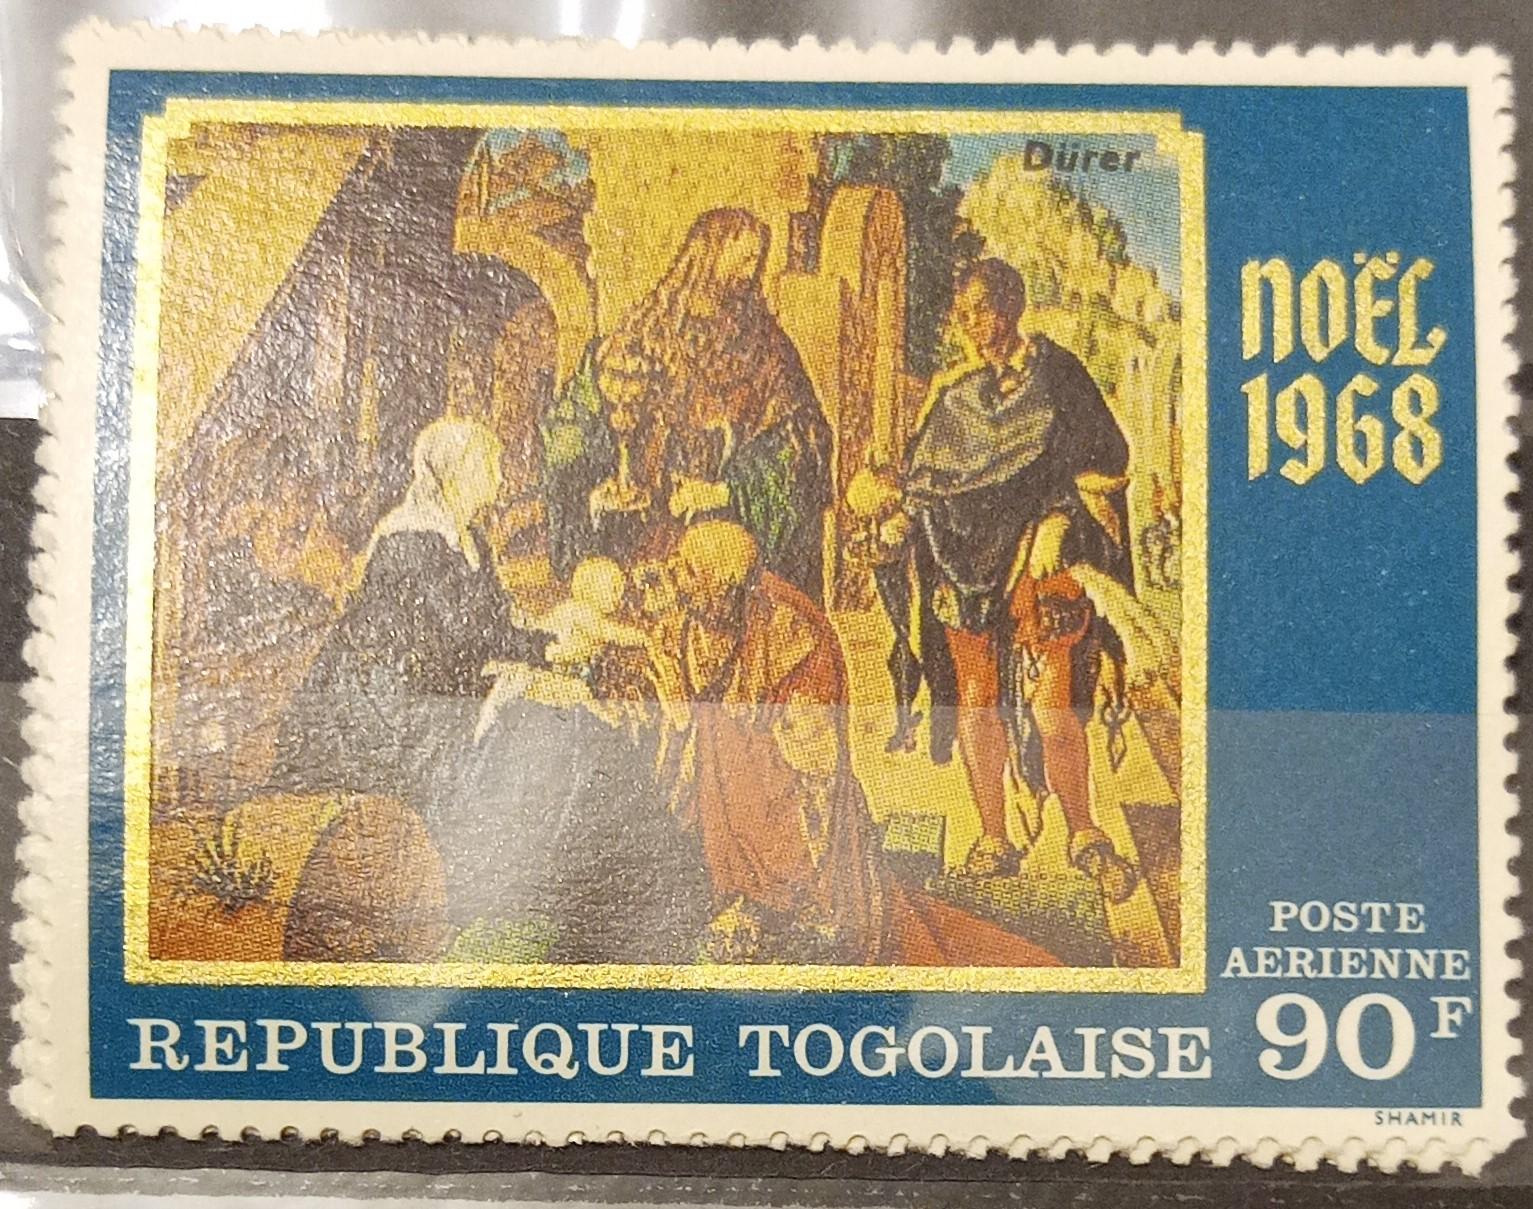 Dürer
NOËL
1968
POSTE
AERIENNE
REPUBLIQUE TOGOLAISE 90F
SHAMIR